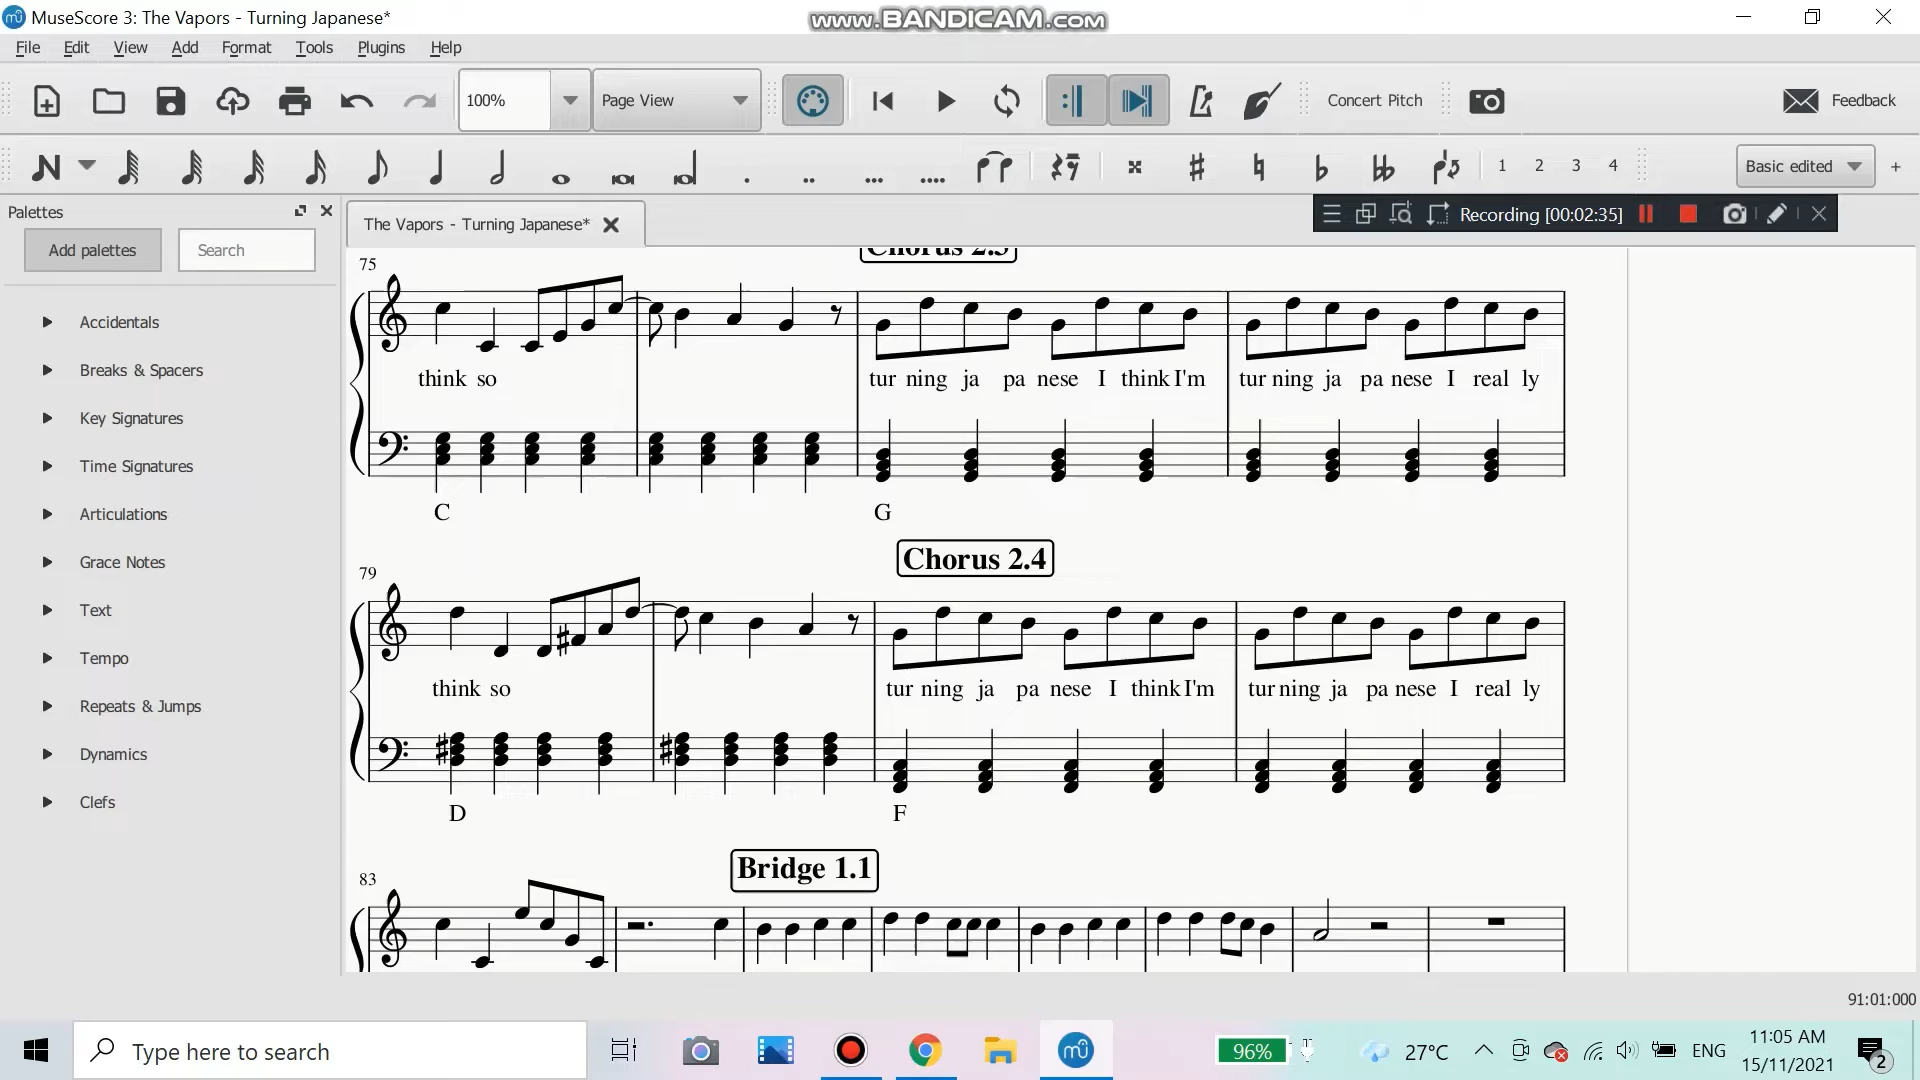 MuseScore 3: The Vapors - Turning Japanese*
www.BANDICAM.com
File Edit View Add Format Tools Plugins Help
100% Page View Concert Pitch Feedback
1 2 3 4 Basic edited +
Palettes
The Vapors - Turning Japanese*
Recording [00:02:35]
Add palettes Search
Accidentals
Breaks & Spacers
Key Signatures
Time Signatures
Articulations
Grace Notes
Text
Tempo
Repeats & Jumps
Dynamics
Clefs
75
think so tur ning ja pa nese I think I'm tur ning ja pa nese I real ly
C G
Chorus 2.4
79
think so tur ning ja pa nese I think I'm tur ning ja pa nese I real ly
D F
Bridge 1.1
83
91:01:000
Type here to search
96% 27°C ENG
11:05 AM
15/11/2021
2